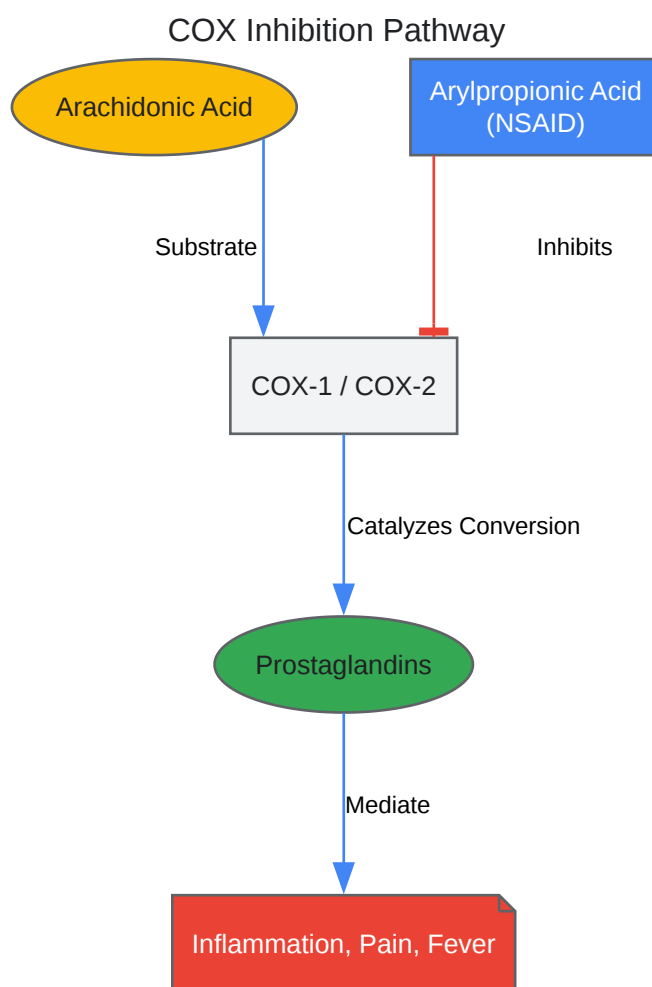 COX Inhibition Pathway
Arachidonic Acid
Arylpropionic Acid
(NSAID)
Substrate
Inhibits
COX-1 / COX-2
Catalyzes Conversion
Prostaglandins
Mediate
Inflammation, Pain, Fever